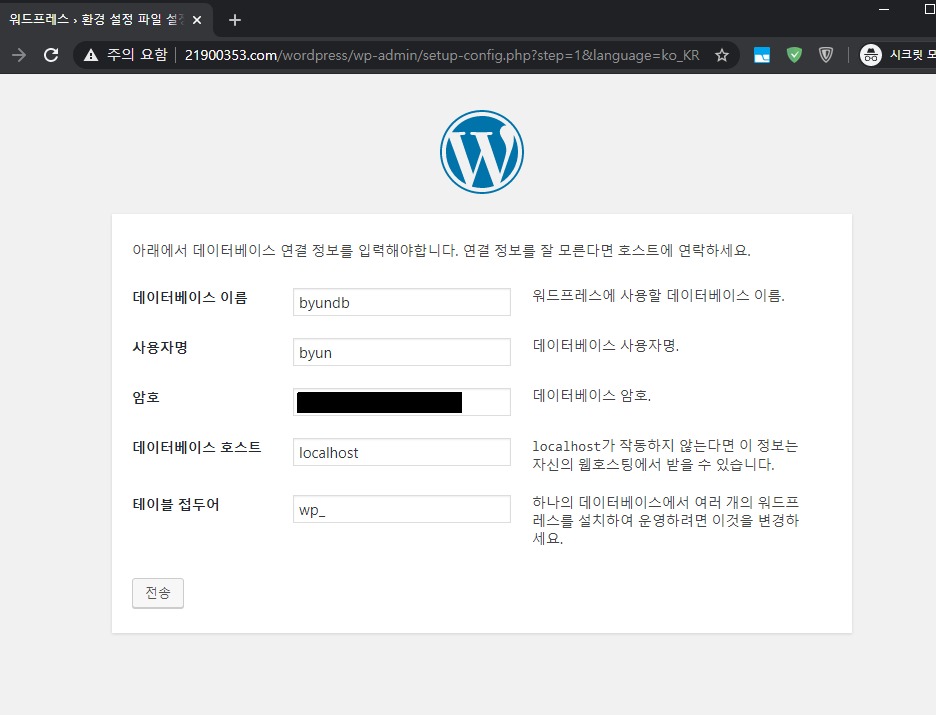 워드프레스 › 환경 설정 파일 설정
주의 요함
21900353.com/wordpress/wp-admin/setup-config.php?step=1&language=ko_KR
시크릿 모
아래에서 데이터베이스 연결 정보를 입력해야합니다. 연결 정보를 잘 모른다면 호스트에 연락하세요.
데이터베이스 이름
byundb
워드프레스에 사용할 데이터베이스 이름.
사용자명
byun
데이터베이스 사용자명.
암호
데이터베이스 암호.
데이터베이스 호스트
localhost
localhost가 작동하지 않는다면 이 정보는
자신의 웹호스팅에서 받을 수 있습니다.
테이블 접두어
wp_
하나의 데이터베이스에서 여러 개의 워드프
레스를 설치하여 운영하려면 이것을 변경하
세요.
전송